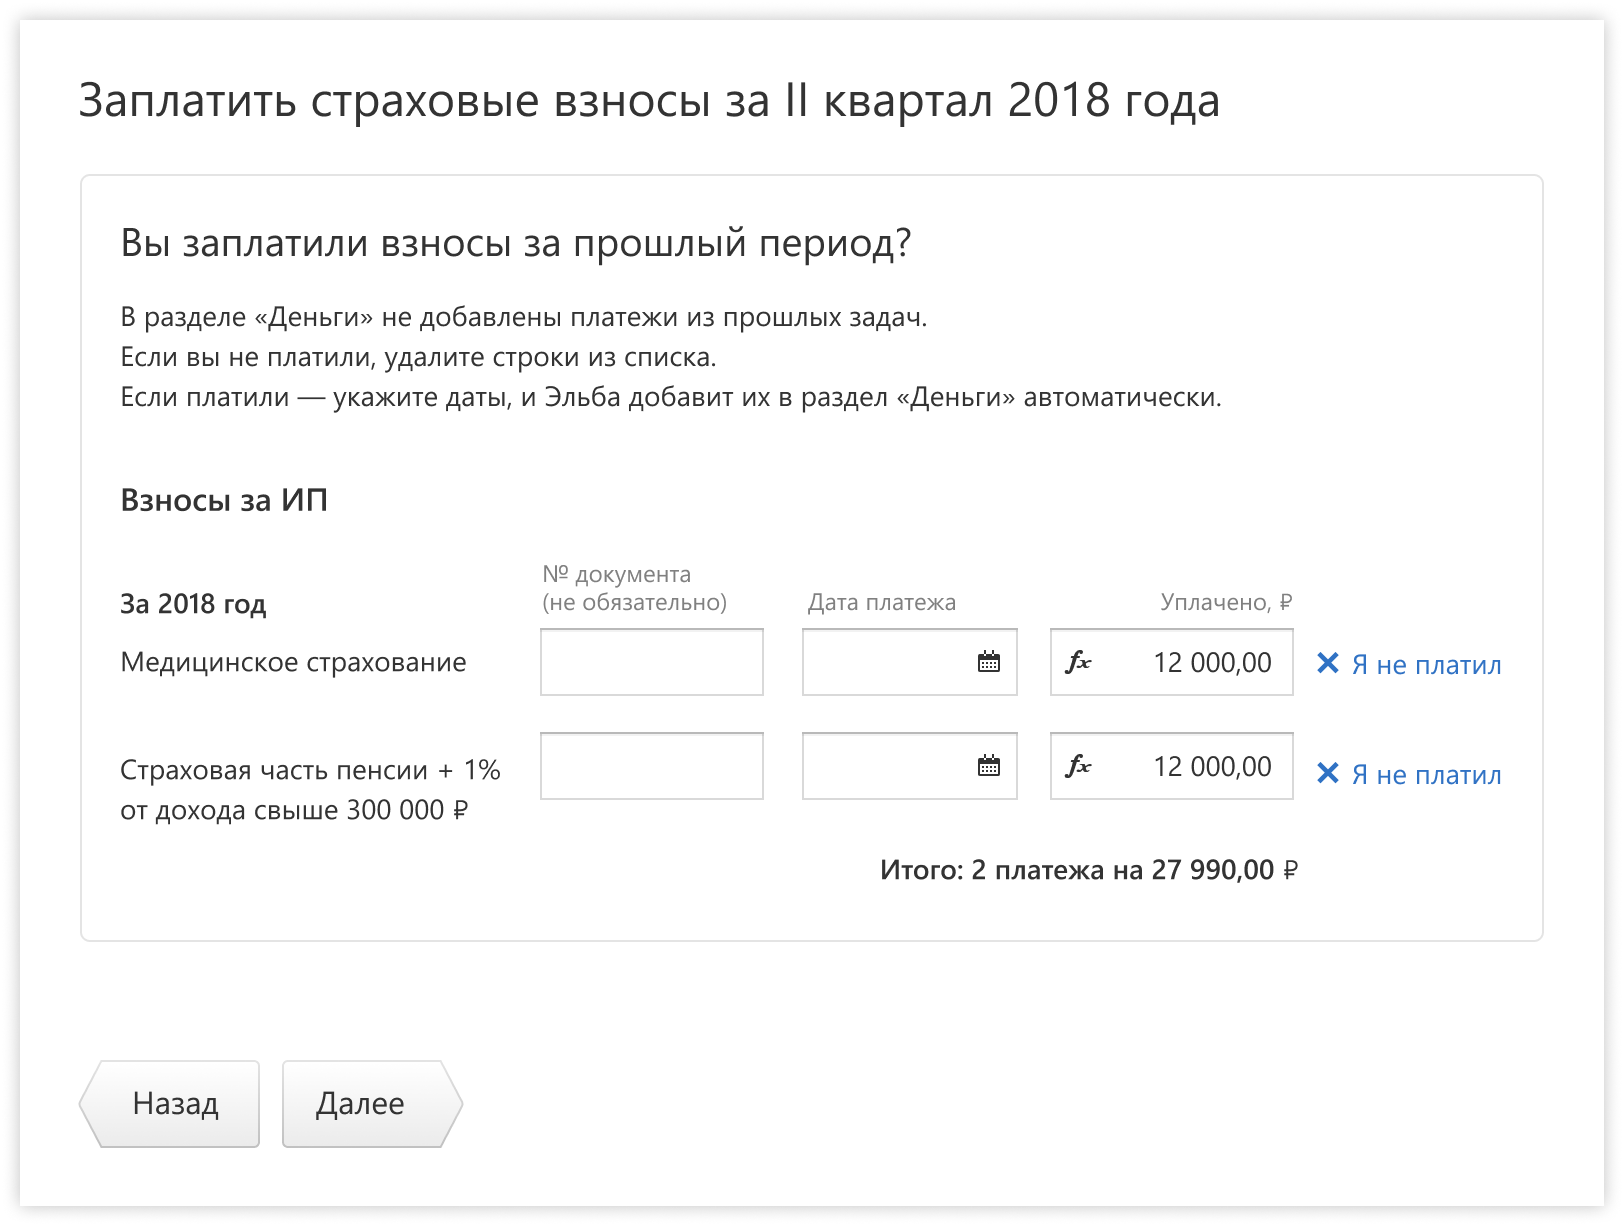 Заплатить страховые взносы за II квартал 2018 года
Вы заплатили взносы за прошлый период?
В разделе «Деньги» не добавлены платежи из прошлых задач.
Если вы не платили, удалите строки из списка.
Если платили — укажите даты, и Эльба добавит их в раздел «Деньги» автоматически.
Взносы за ИП
За 2018 год
№ документа
(не обязательно)
Дата платежа
Уплачено, ₽
Медицинское страхование
fx 12 000,00
Я не платил
Страховая часть пенсии + 1%
от дохода свыше 300 000 ₽
fx 12 000,00
Я не платил
Итого: 2 платежа на 27 990,00 ₽
Назад
Далее